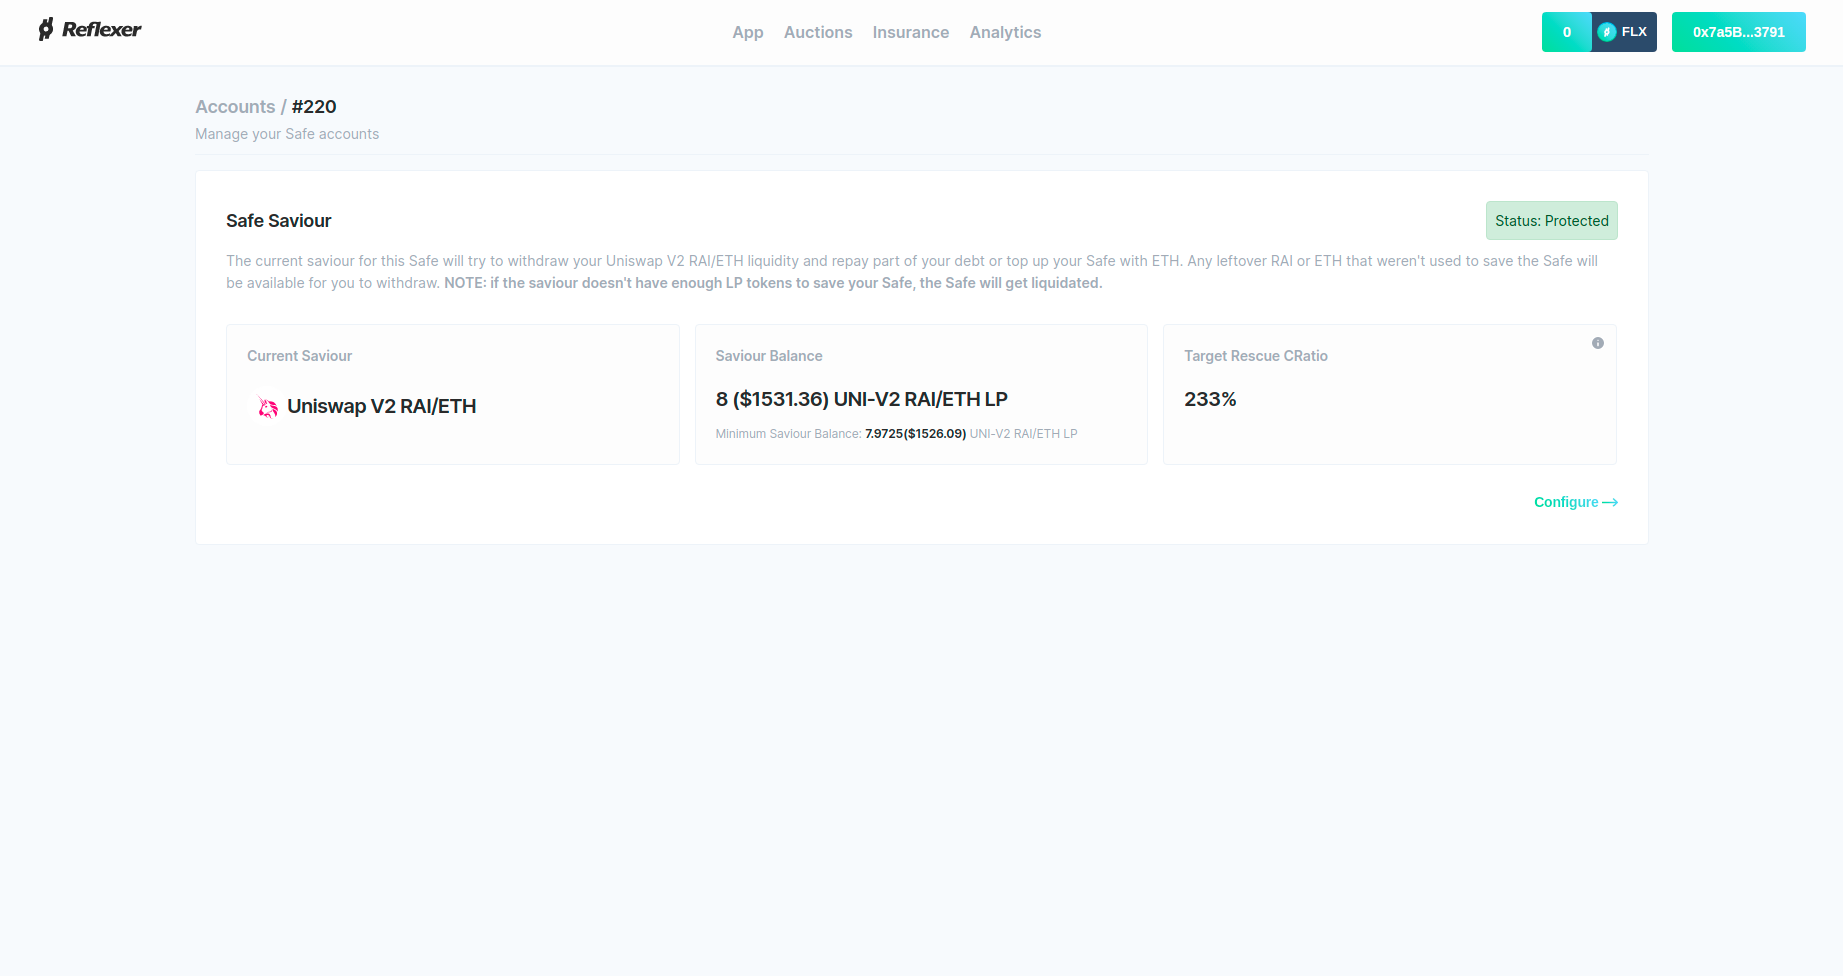 Reflexer
App Auctions Insurance Analytics
0 FLX
0x7a5B...3791
Accounts / #220
Manage your Safe accounts
Safe Saviour
Status: Protected
The current saviour for this Safe will try to withdraw your Uniswap V2 RAI/ETH liquidity and repay part of your debt or top up your Safe with ETH. Any leftover RAI or ETH that weren't used to save the Safe will
be available for you to withdraw. NOTE: if the saviour doesn't have enough LP tokens to save your Safe, the Safe will get liquidated.
Current Saviour
Uniswap V2 RAI/ETH
Saviour Balance
8 ($1531.36) UNI-V2 RAI/ETH LP
Minimum Saviour Balance: 7.9725($1526.09) UNI-V2 RAI/ETH LP
Target Rescue CRatio
233%
Configure →